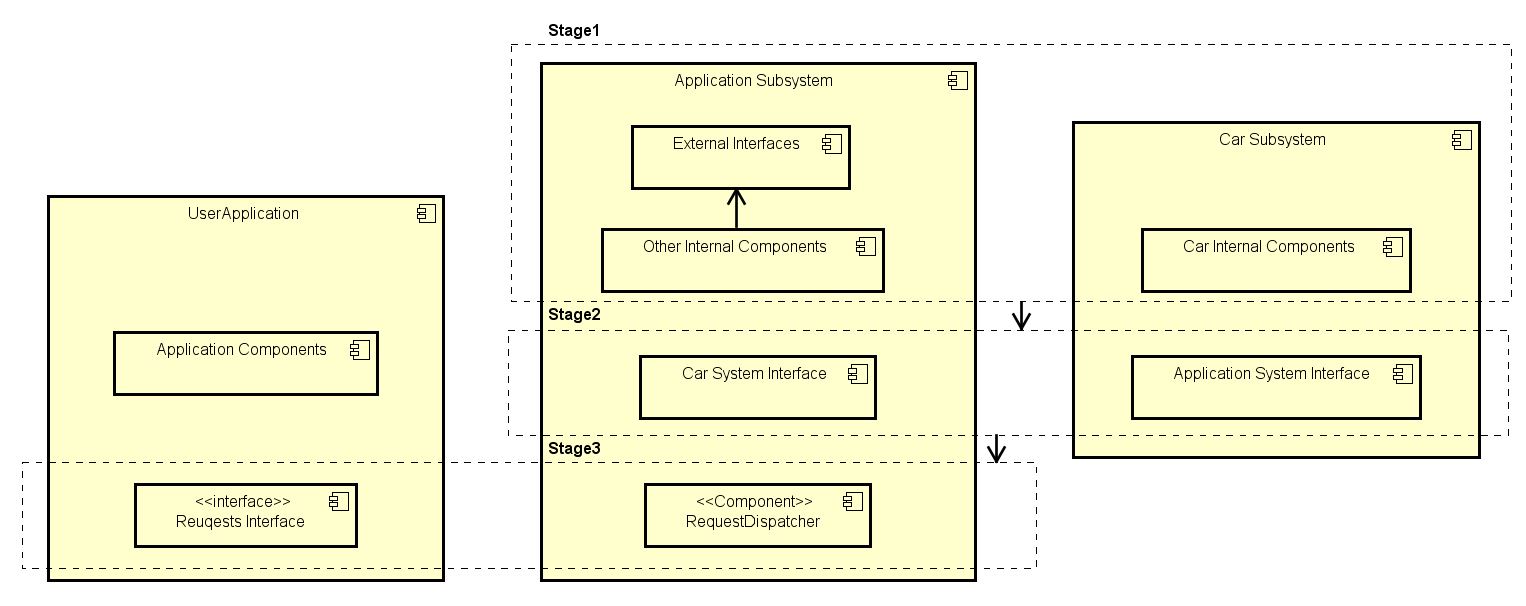 Stage1
Application Subsystem
External Interfaces
Car Subsystem
UserApplication
Other Internal Components
Car Internal Components
Stage2
Application Components
Car System Interface
Application System Interface
Stage3
<<interface>>
Reuqests Interface
<<Component>>
RequestDispatcher